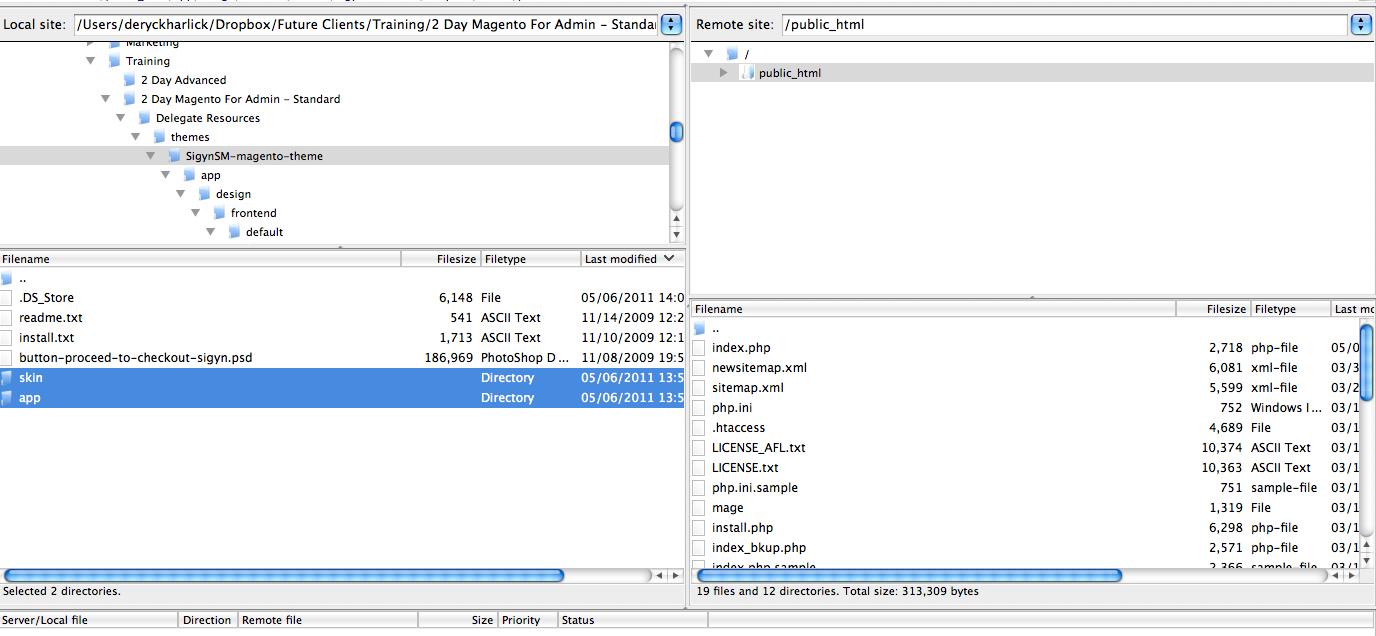 Local site: /Users/deryckharlick/Dropbox/Future Clients/Training/2 Day Magento For Admin - Standar
Marketing
Training
2 Day Advanced
2 Day Magento For Admin - Standard
Delegate Resources
themes
SigynSM-magento-theme
app
design
frontend
default
Filename Filesize Filetype Last modified
..
.DS_Store 6,148 File 05/06/2011 14:0
readme.txt 541 ASCII Text 11/14/2009 12:2
install.txt 1,713 ASCII Text 11/10/2009 12:1
button-proceed-to-checkout-sigyn.psd 186,969 PhotoShop D... 11/08/2009 19:5
skin Directory 05/06/2011 13:5
app Directory 05/06/2011 13:5
Selected 2 directories.
Remote site: /public_html
/
public_html
Filename Filesize Filetype Last mo
..
index.php 2,718 php-file 05/0
newsitemap.xml 6,081 xml-file 03/3
sitemap.xml 5,599 xml-file 03/2
php.ini 752 Windows I... 03/1
.htaccess 4,689 File 03/1
LICENSE_AFL.txt 10,374 ASCII Text 03/1
LICENSE.txt 10,363 ASCII Text 03/1
php.ini.sample 751 sample-file 03/1
mage 1,319 File 03/1
install.php 6,298 php-file 03/1
index_bkup.php 2,571 php-file 03/1
index.php.sample 2,366 sample-file 03/1
19 files and 12 directories. Total size: 313,309 bytes
Server/Local file Direction Remote file Size Priority Status